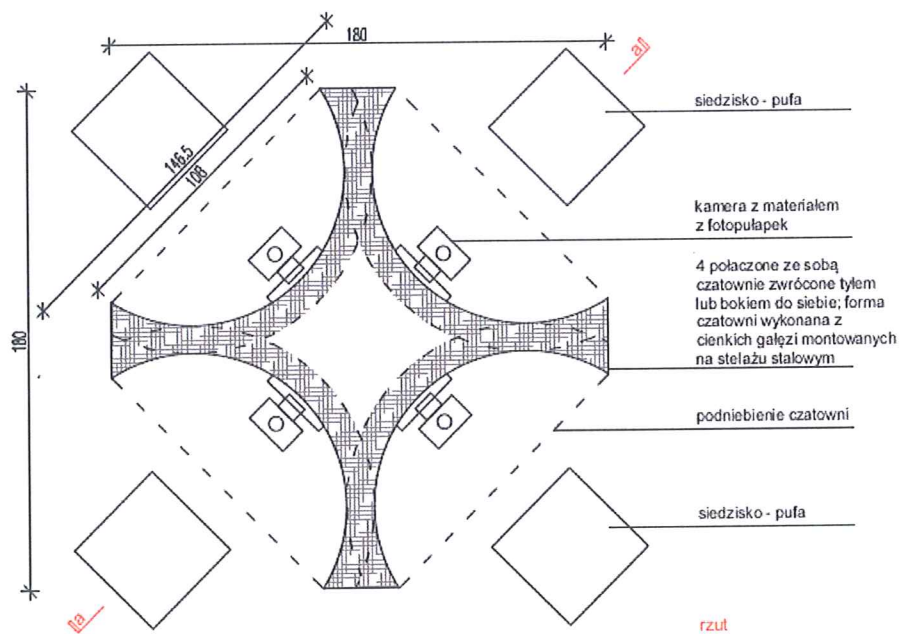 180
a
siedzisko - pufa
146.5
108
kamera z materiałem
z fotopułapek
4 połaczone ze sobą
czatownie zwrócone tyłem
lub bokiem do siebie; forma
czatowni wykonana z
cienkich gałęzi montowanych
na stelażu stalowym
180
podniebienie czatowni
siedzisko - pufa
a
rzut